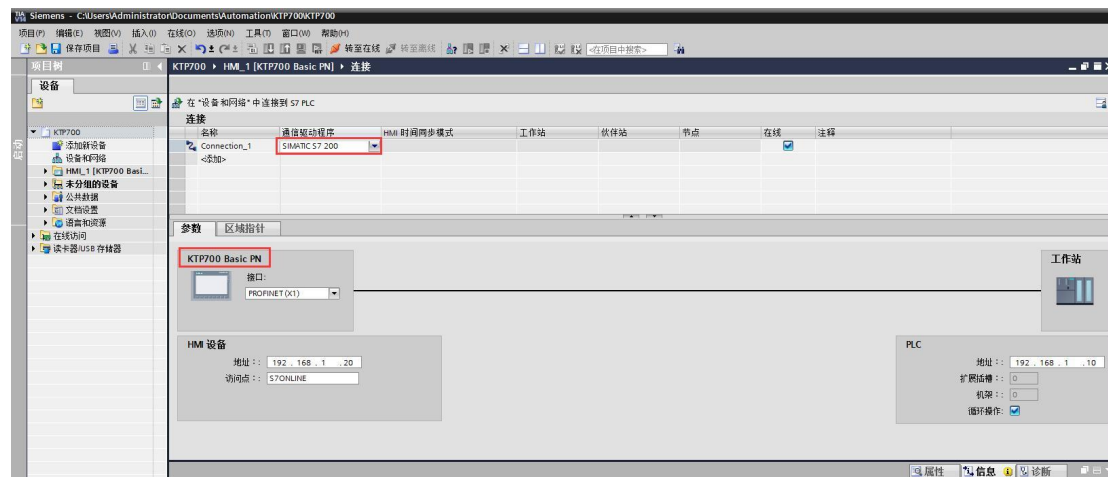 Siemens - C:\Users\Administrator\Documents\Automation\KTP700\KTP700
项目(P) 编辑(E) 视图(V) 插入(I) 在线(O) 选项(N) 工具(T) 窗口(W) 帮助(H)
保存项目 转至在线 转至离线 <在项目中搜索>
项目树 KTP700 HMI_1 [KTP700 Basic PN] 连接
设备
在 "设备和网络" 中连接到 S7 PLC
连接
名称 通信驱动程序 HMI 时间同步模式 工作站 伙伴站 节点 在线 注释
Connection_1 SIMATIC S7 200
<添加>
KTP700
添加新设备
设备和网络
HMI_1 [KTP700 Basi...
未分组的设备
公共数据
文档设置
语言和资源
在线访问
读卡器/USB 存储器
启动
参数 区域指针
KTP700 Basic PN
接口:
PROFINET (X1)
工作站
HMI 设备
地址: : 192 . 168 . 1 . 20
访问点: : S7ONLINE
PLC
地址: : 192 . 168 . 1 . 10
扩展插槽: : 0
机架: : 0
循环操作:
属性 信息 诊断